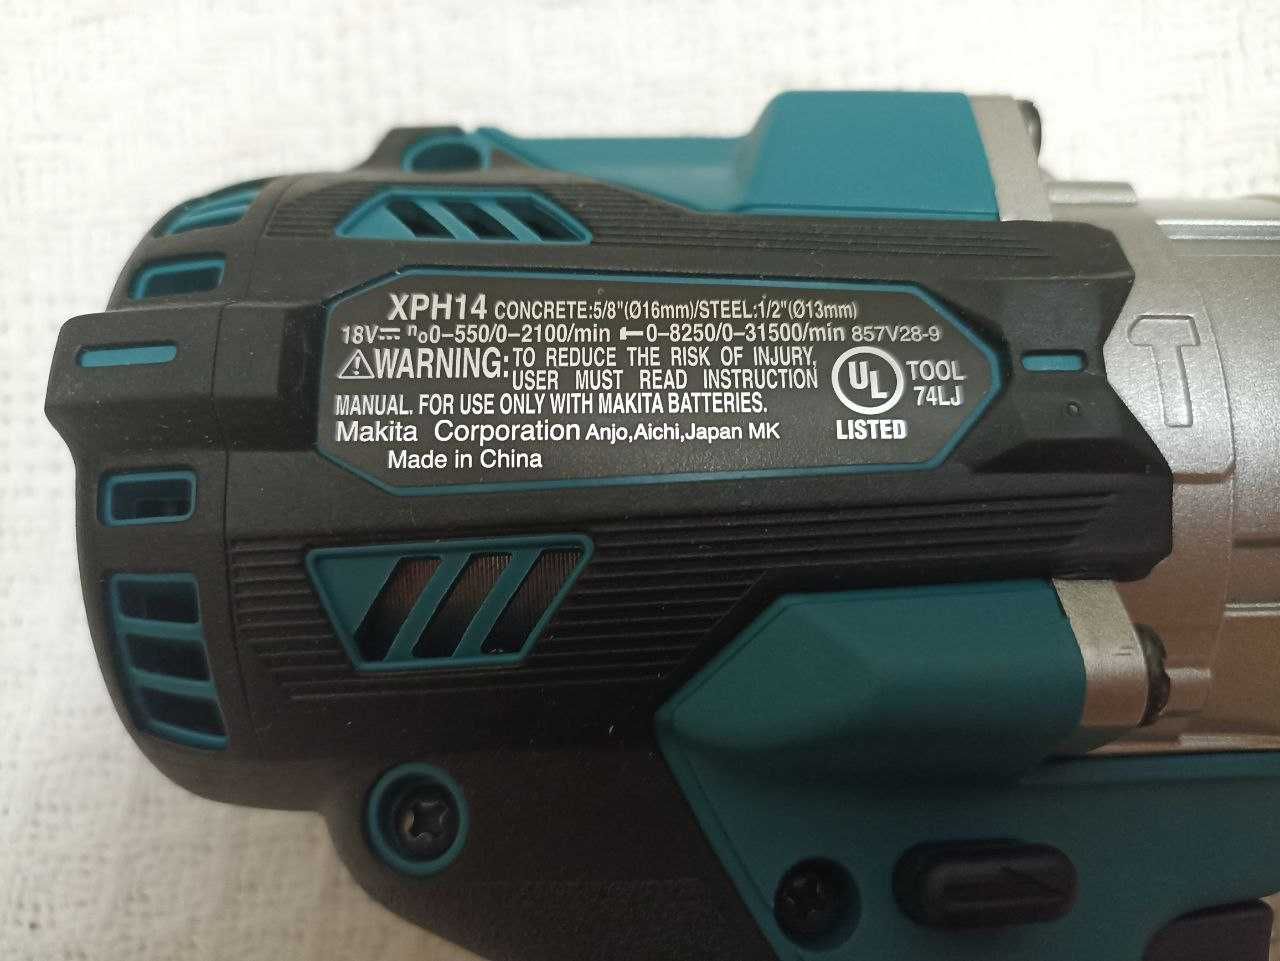 XPH14 CONCRETE:5/8"(Ø16mm)/STEEL:1/2"(Ø13mm)
18V⎓ n₀0-550/0-2100/min 0-8250/0-31500/min 857V28-9
⚠WARNING: TO REDUCE THE RISK OF INJURY,
USER MUST READ INSTRUCTION
MANUAL. FOR USE ONLY WITH MAKITA BATTERIES.
Makita Corporation Anjo,Aichi,Japan MK
Made in China
UL
LISTED
TOOL
74LJ